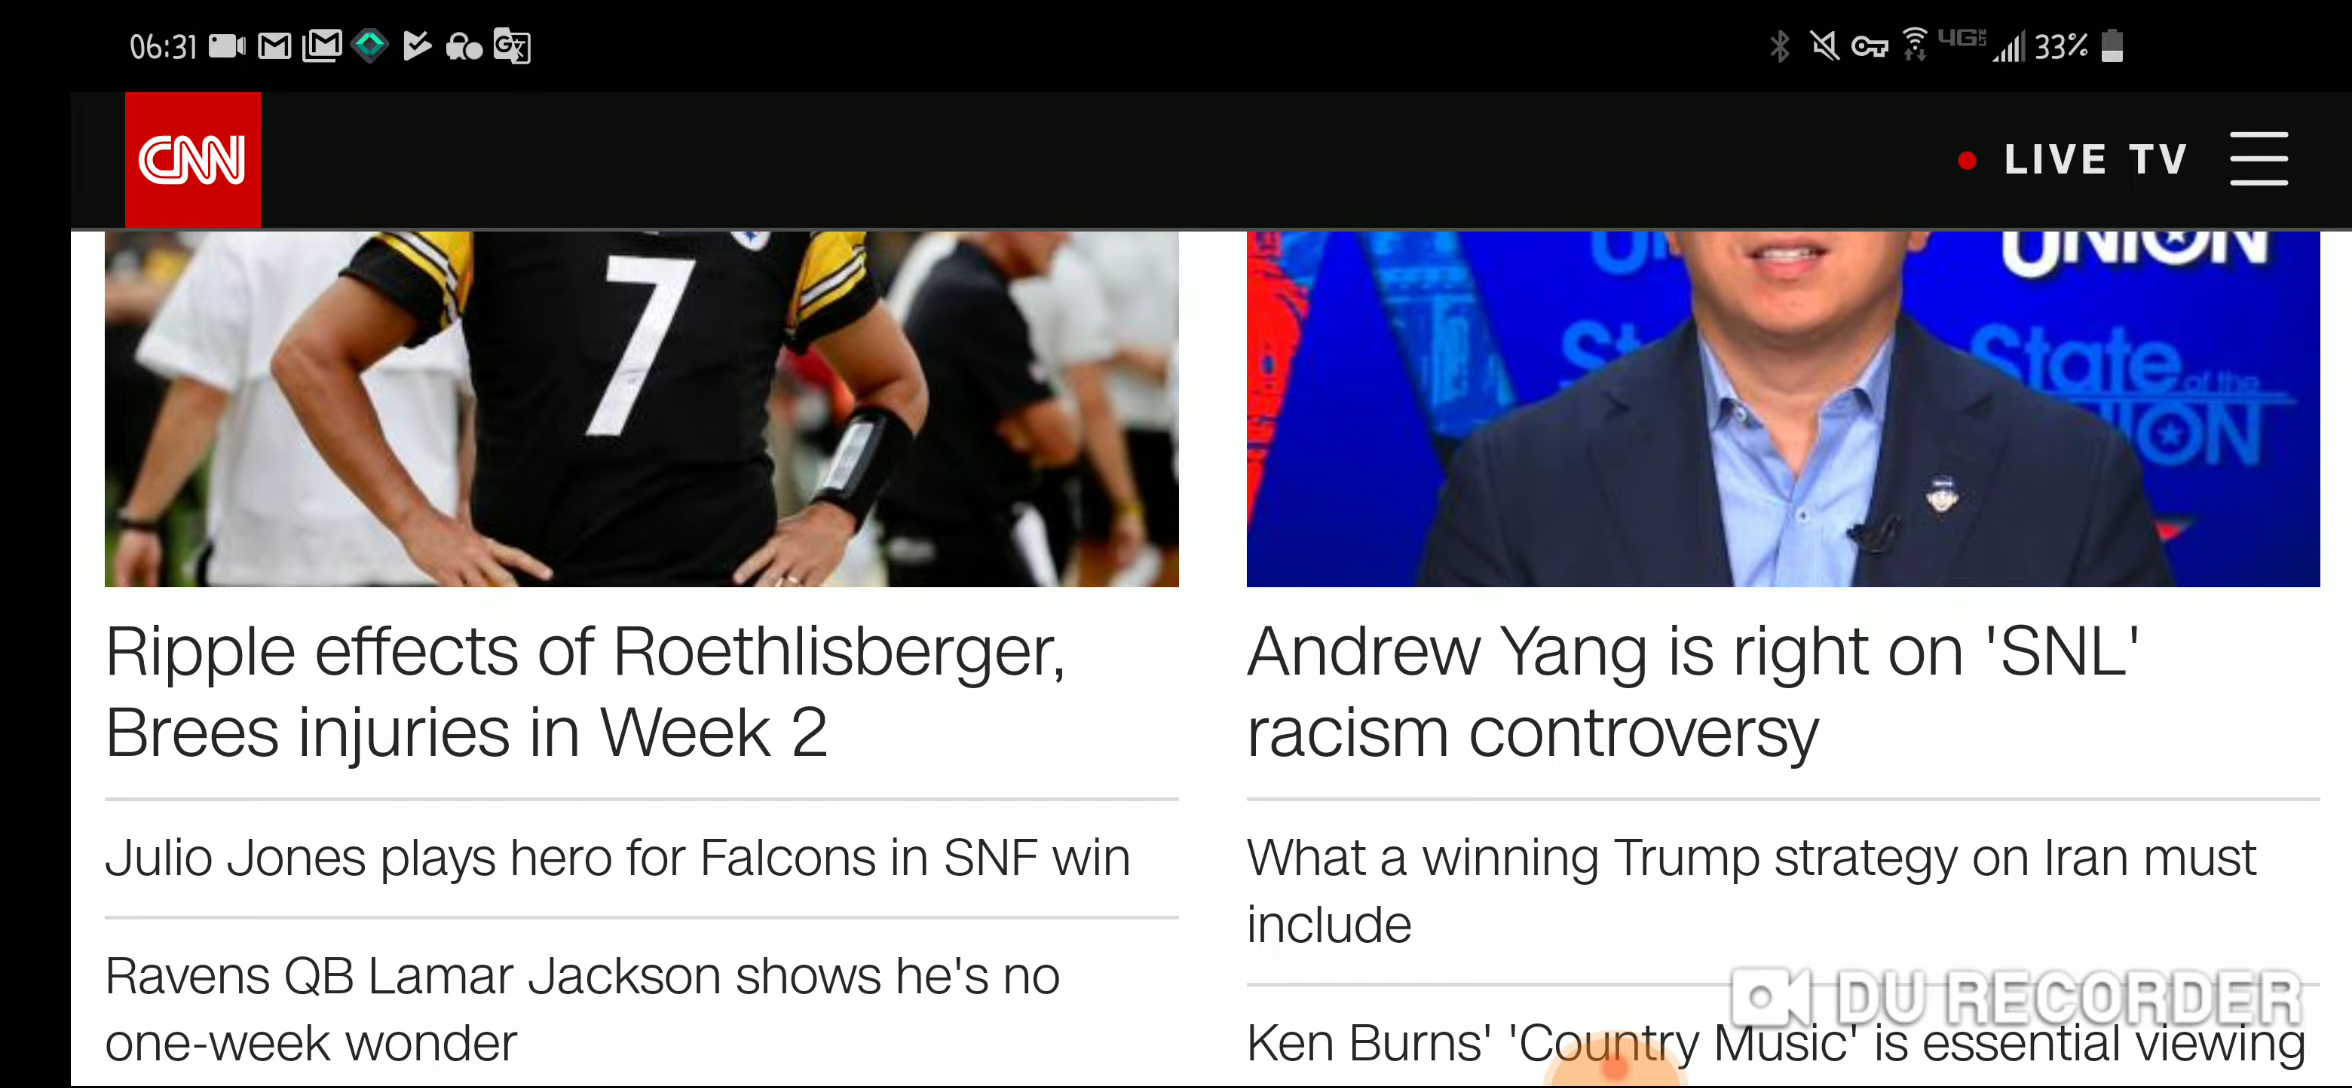 06:31
4G LTE
33%
CNN
LIVE TV
7
UNION
State of the
UNION
Ripple effects of Roethlisberger,
Brees injuries in Week 2
Julio Jones plays hero for Falcons in SNF win
Ravens QB Lamar Jackson shows he's no
one-week wonder
Andrew Yang is right on 'SNL'
racism controversy
What a winning Trump strategy on Iran must
include
DU RECORDER
Ken Burns' 'Country Music' is essential viewing